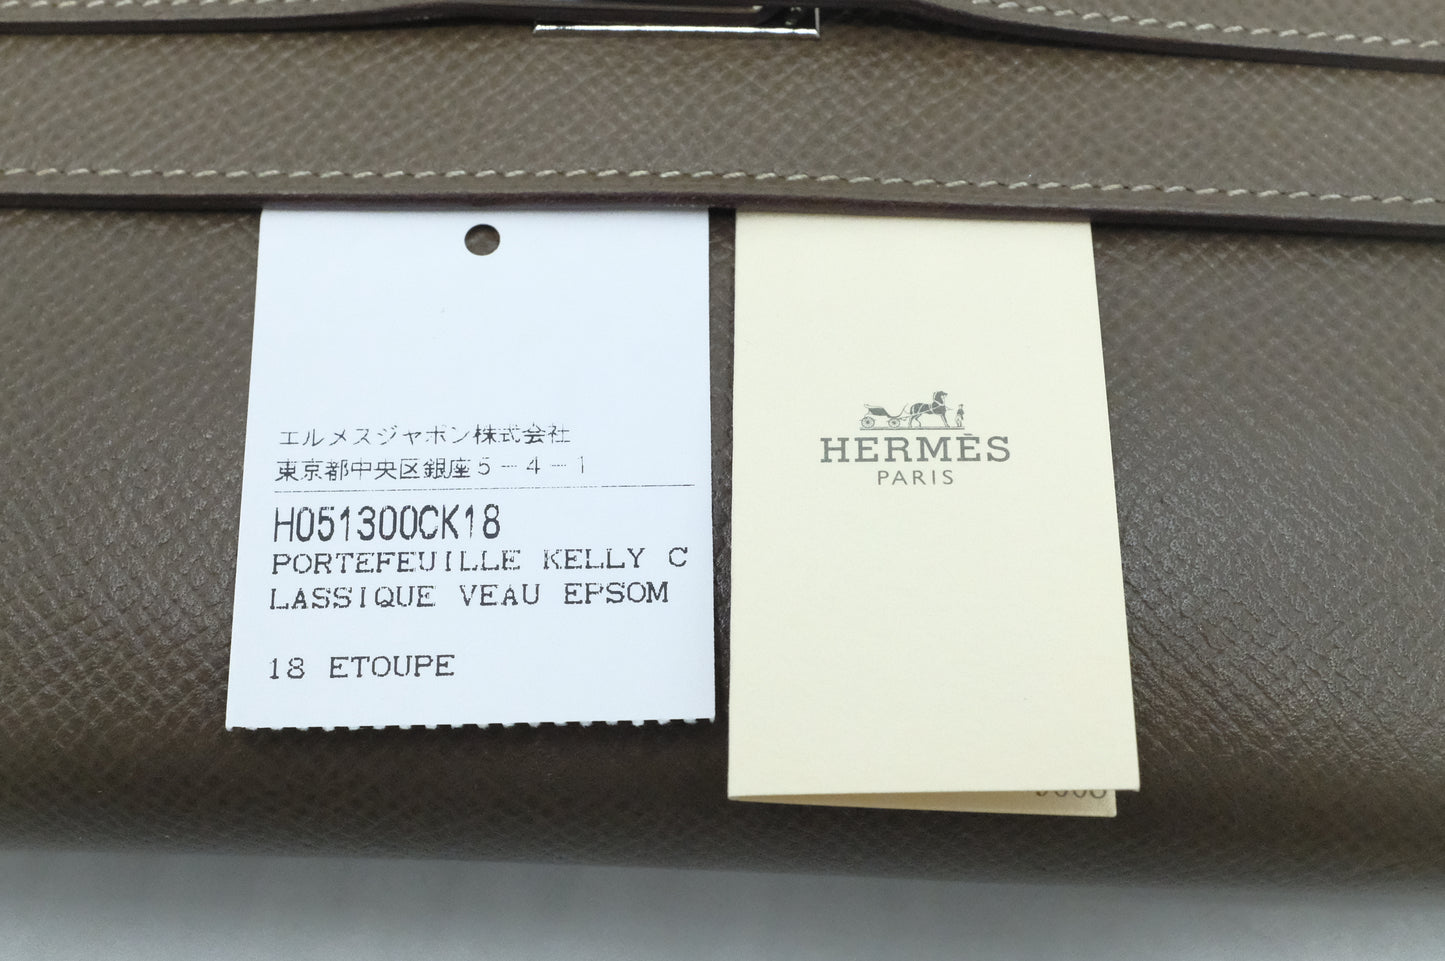 エルメスジャポン株式会社
東京都中央区銀座5-4-1
H051300CK18
PORTEFEUILLE KELLY C
LASSIQUE VEAU EPSOM
18 ETOUPE
HERMÈS
PARIS